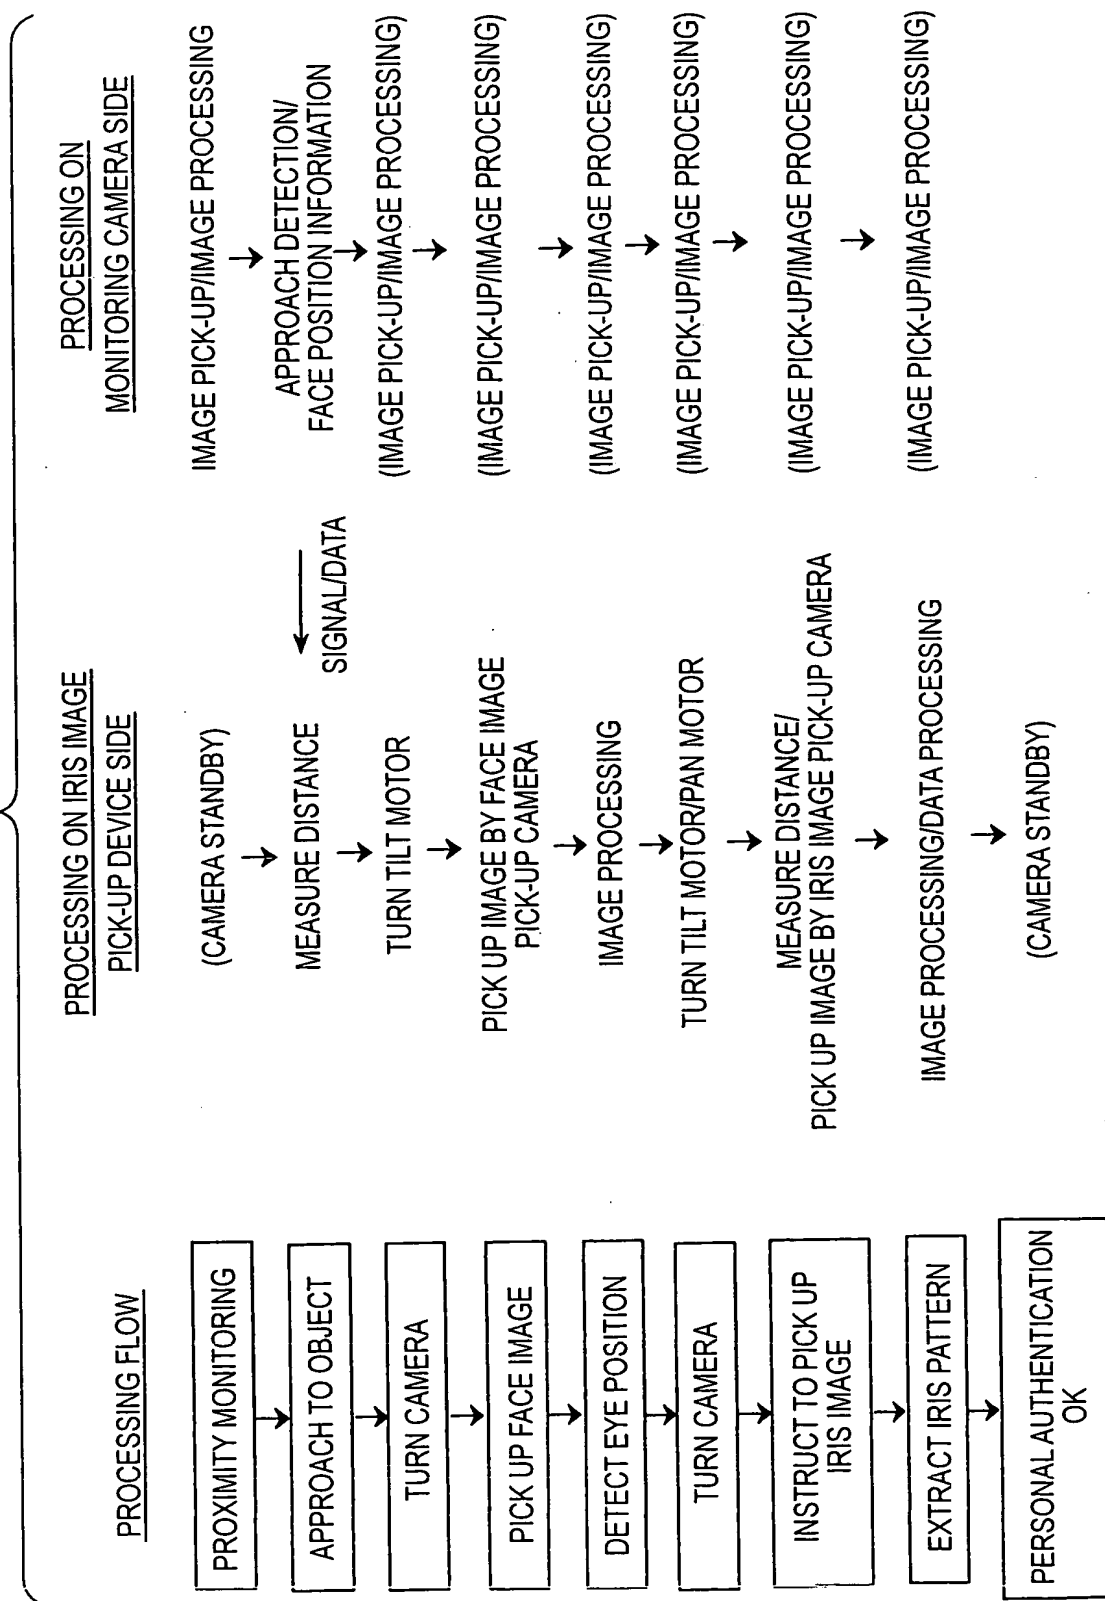 PROCESSING FLOW
PROXIMITY MONITORING
APPROACH TO OBJECT
TURN CAMERA
PICK UP FACE IMAGE
DETECT EYE POSITION
TURN CAMERA
INSTRUCT TO PICK UP
IRIS IMAGE
EXTRACT IRIS PATTERN
PERSONAL AUTHENTICATION
OK
PROCESSING ON IRIS IMAGE
PICK-UP DEVICE SIDE
(CAMERA STANDBY)
MEASURE DISTANCE
TURN TILT MOTOR
PICK UP IMAGE BY FACE IMAGE
PICK-UP CAMERA
IMAGE PROCESSING
TURN TILT MOTOR/PAN MOTOR
MEASURE DISTANCE/
PICK UP IMAGE BY IRIS IMAGE PICK-UP CAMERA
IMAGE PROCESSING/DATA PROCESSING
(CAMERA STANDBY)
SIGNAL/DATA
PROCESSING ON
MONITORING CAMERA SIDE
IMAGE PICK-UP/IMAGE PROCESSING
APPROACH DETECTION/
FACE POSITION INFORMATION
(IMAGE PICK-UP/IMAGE PROCESSING)
(IMAGE PICK-UP/IMAGE PROCESSING)
(IMAGE PICK-UP/IMAGE PROCESSING)
(IMAGE PICK-UP/IMAGE PROCESSING)
(IMAGE PICK-UP/IMAGE PROCESSING)
(IMAGE PICK-UP/IMAGE PROCESSING)